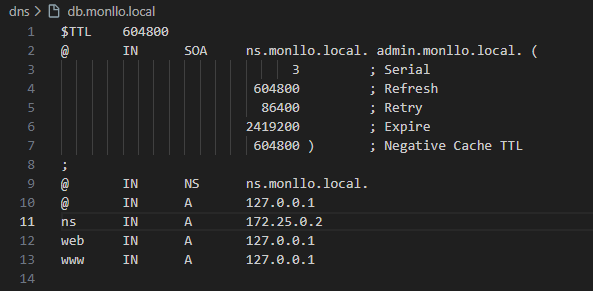 dns > db.monllo.local
1 $TTL 604800
2 @ IN SOA ns.monllo.local. admin.monllo.local. (
3 3 ; Serial
4 604800 ; Refresh
5 86400 ; Retry
6 2419200 ; Expire
7 604800 ) ; Negative Cache TTL
8 ;
9 @ IN NS ns.monllo.local.
10 @ IN A 127.0.0.1
11 ns IN A 172.25.0.2
12 web IN A 127.0.0.1
13 www IN A 127.0.0.1
14